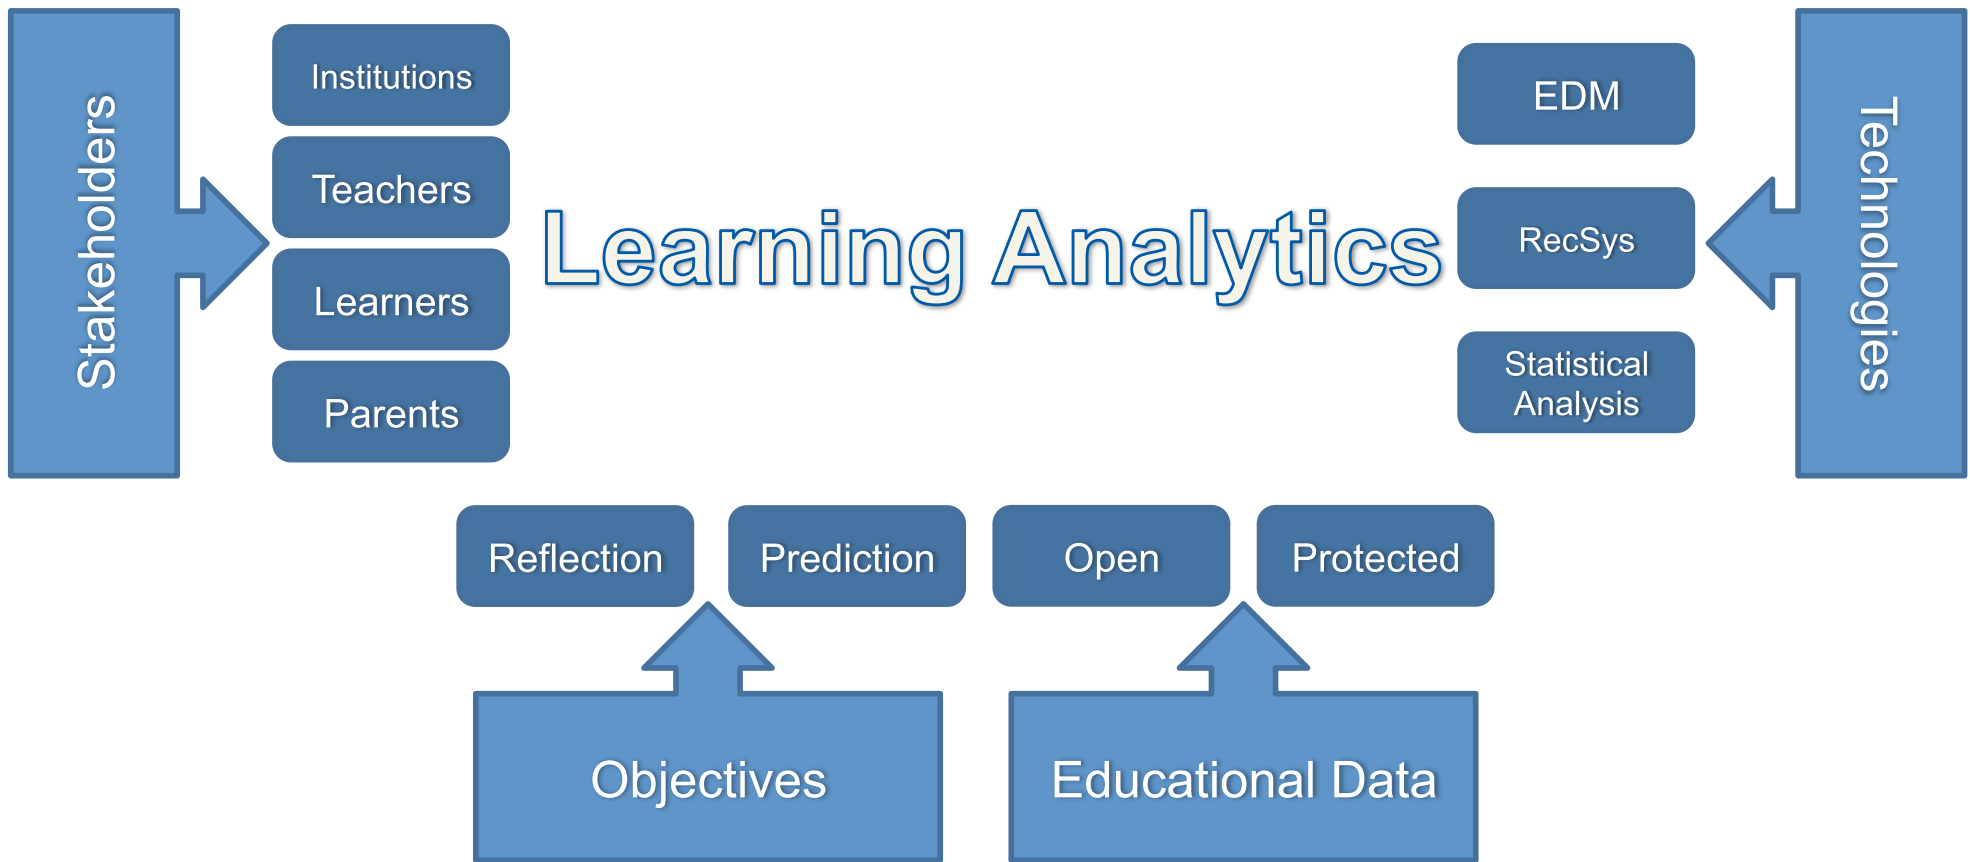 Stakeholders
Institutions
Teachers
Learners
Parents
Learning Analytics
EDM
RecSys
Statistical
Analysis
Technologies
Reflection
Prediction
Open
Protected
Objectives
Educational Data